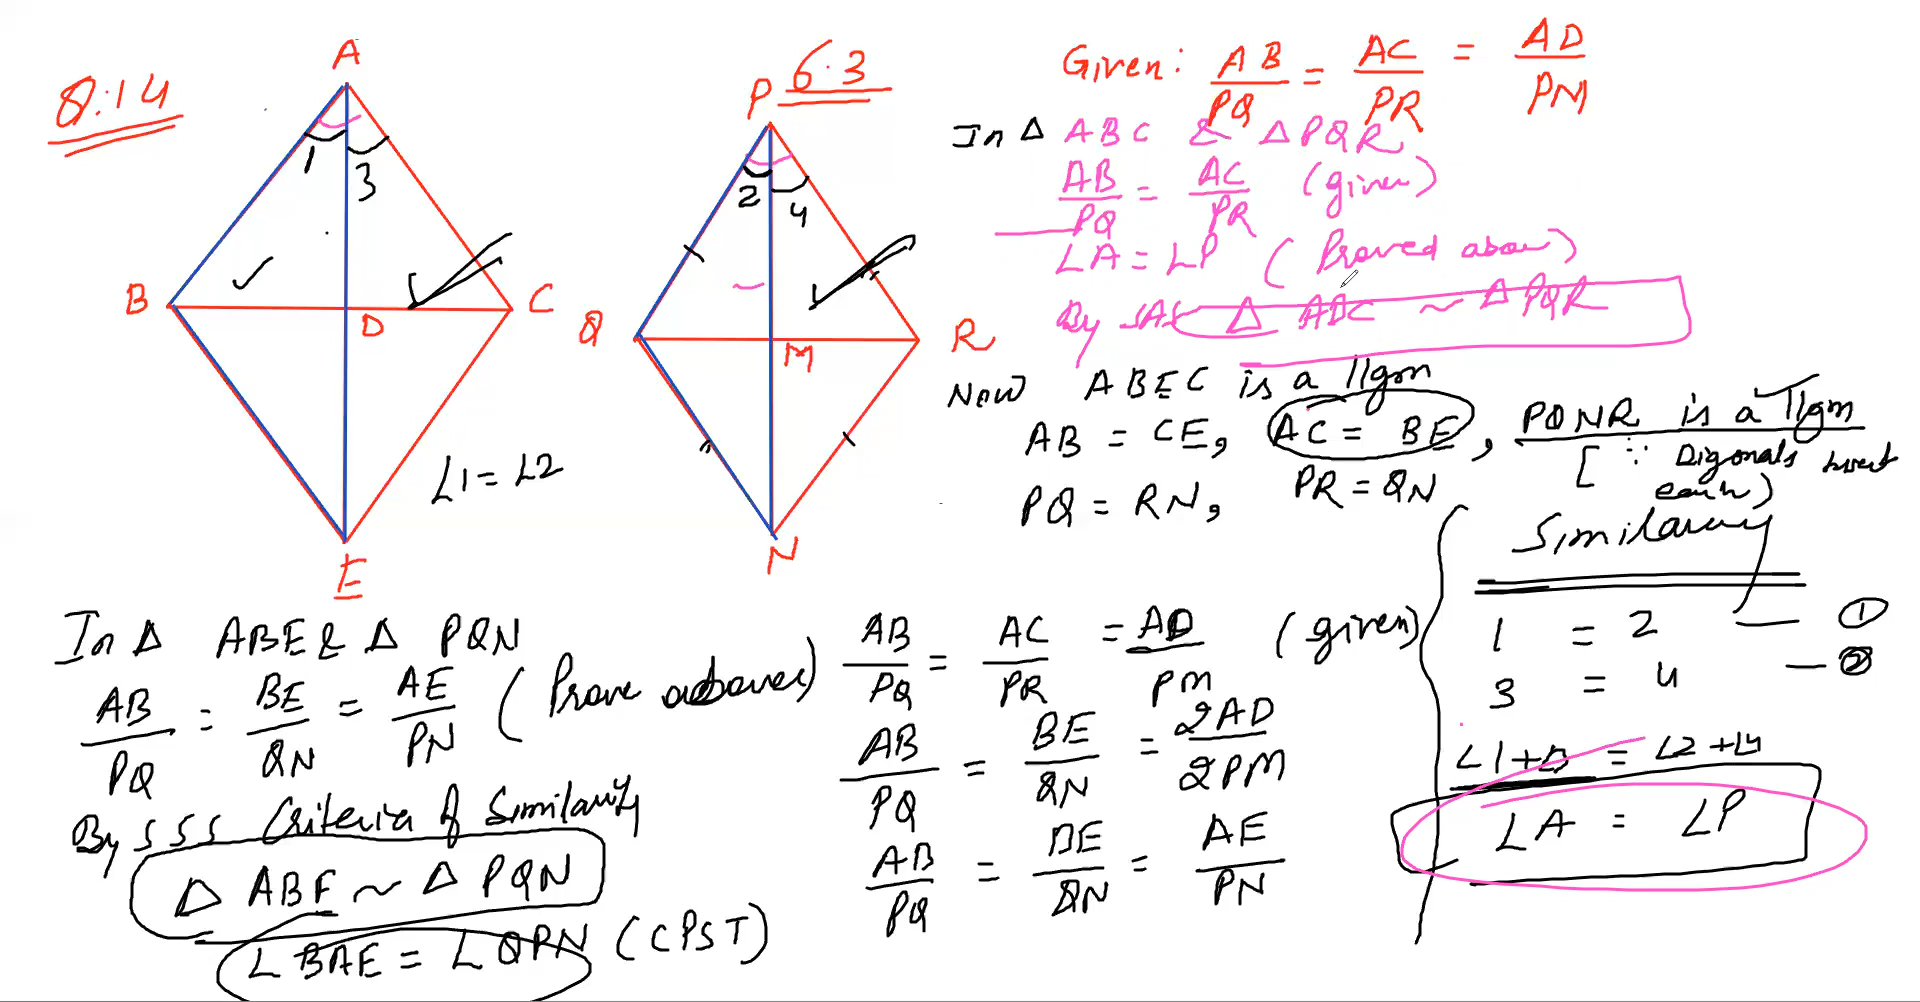 Q:14
6.3
A
1
3
B
D
C
E
∠1 = ∠2
P
2
4
Q
M
R
N
Given: AB/PQ = AC/PR = AD/PM
In Δ ABC & Δ PQR
AB/PQ = AC/PR (given)
∠A = ∠P (Proved above)
By SAS Δ ABC ~ Δ PQR
Now ABEC is a llgm
AB = CE, AC = BE, PQNR is a llgm
PQ = RN, PR = QN [∵ Digonals bisect each)
In Δ ABE & Δ PQN
AB/PQ = BE/QN = AE/PN (Prove above)
By SSS Criteria of Similarity
Δ ABE ~ Δ PQN
∠BAE = ∠QPN (CPST)
AB/PQ = AC/PR = AD/PM (given)
AB/PQ = BE/QN = 2AD/2PM
AB/PQ = BE/QN = AE/PN
Similarly
1 = 2 — ①
3 = 4 — ②
∠1+∠3 = ∠2+∠4
∠A = ∠P